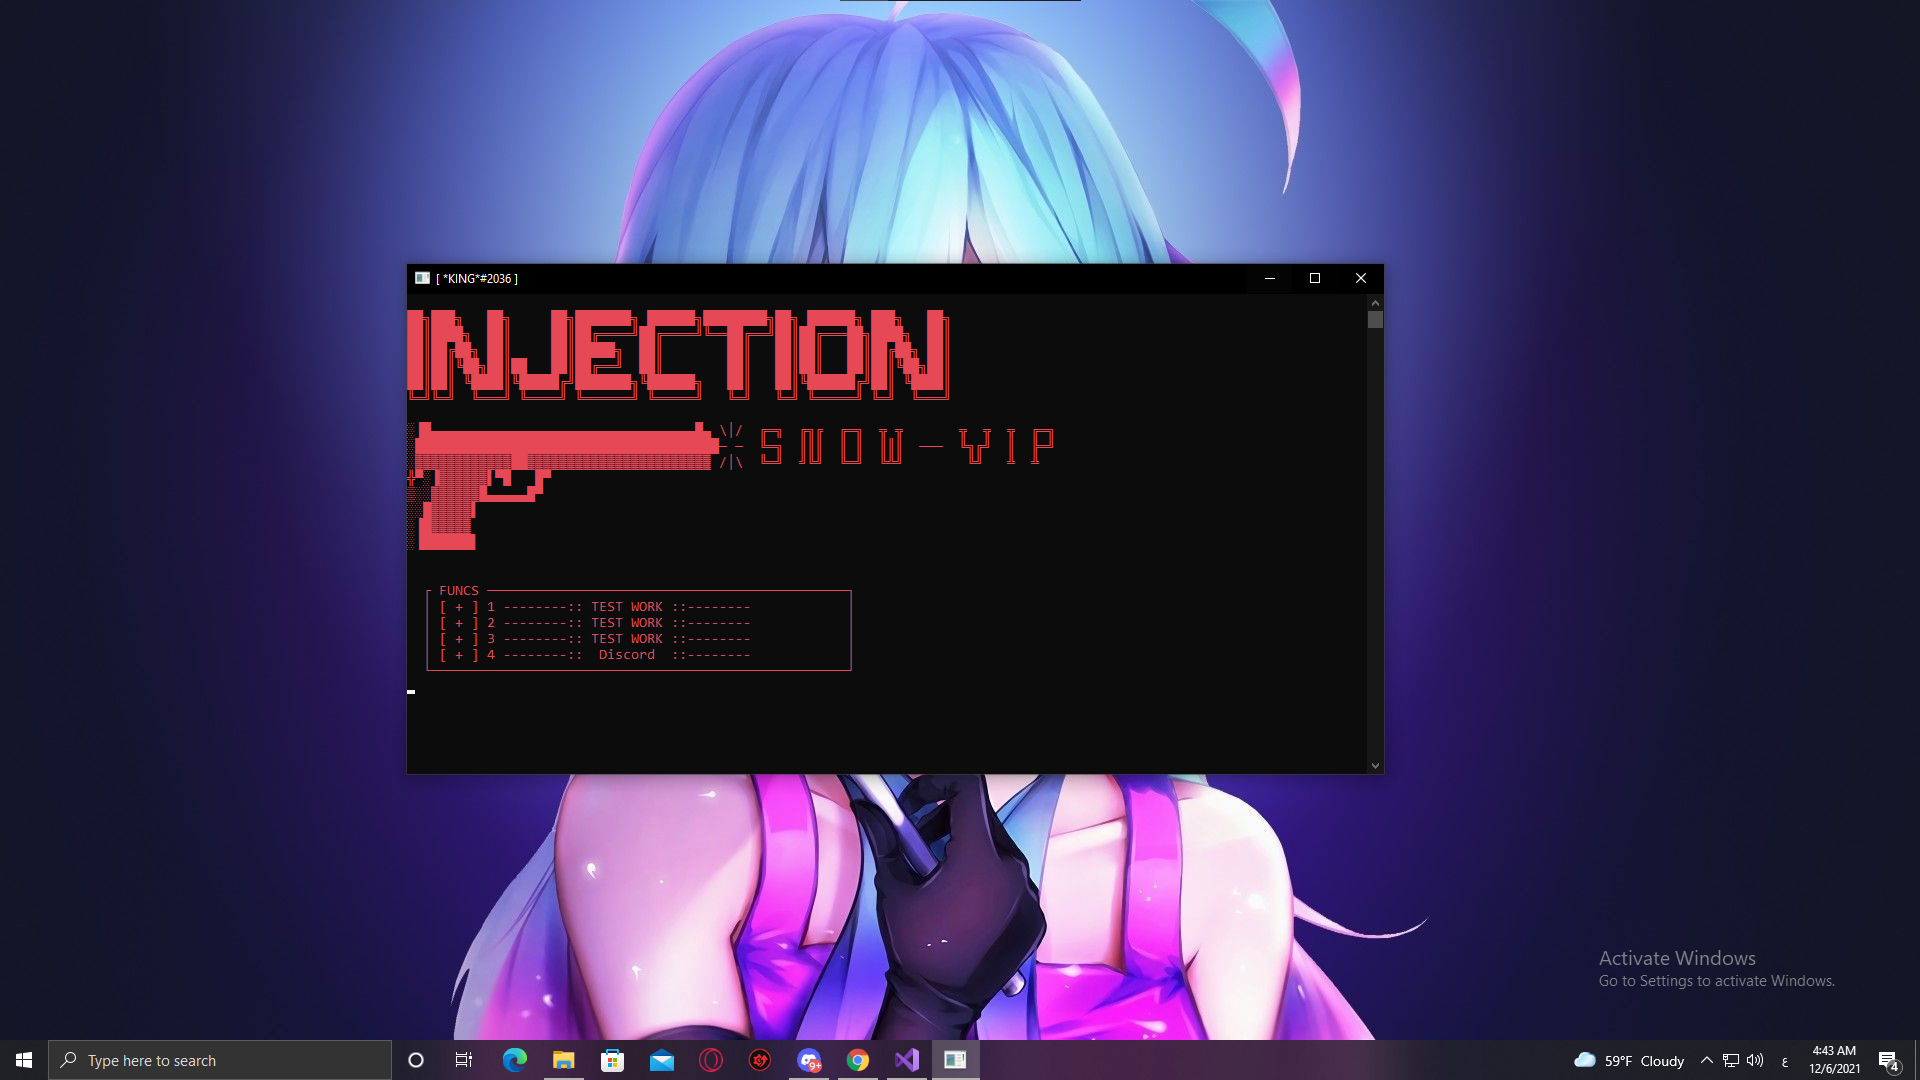 [ *KING*#2036 ]
INJECTION
SNOW-VIP
FUNCS
[ + ] 1 --------:: TEST WORK ::--------
[ + ] 2 --------:: TEST WORK ::--------
[ + ] 3 --------:: TEST WORK ::--------
[ + ] 4 --------:: Discord ::--------
Activate Windows
Go to Settings to activate Windows.
Type here to search
9+
59°F Cloudy
ع
4:43 AM
12/6/2021
4